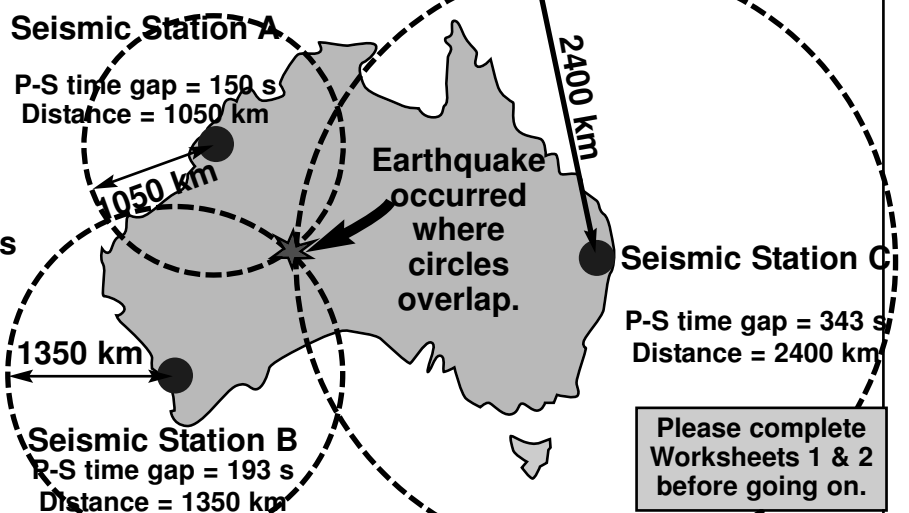 Seismic Station A
P-S time gap = 150 s
Distance = 1050 km
1050 km
2400 km
Earthquake
occurred
where
circles
overlap.
s
Seismic Station C
P-S time gap = 343 s
Distance = 2400 km
1350 km
Seismic Station B
P-S time gap = 193 s
Distance = 1350 km
Please complete
Worksheets 1 & 2
before going on.